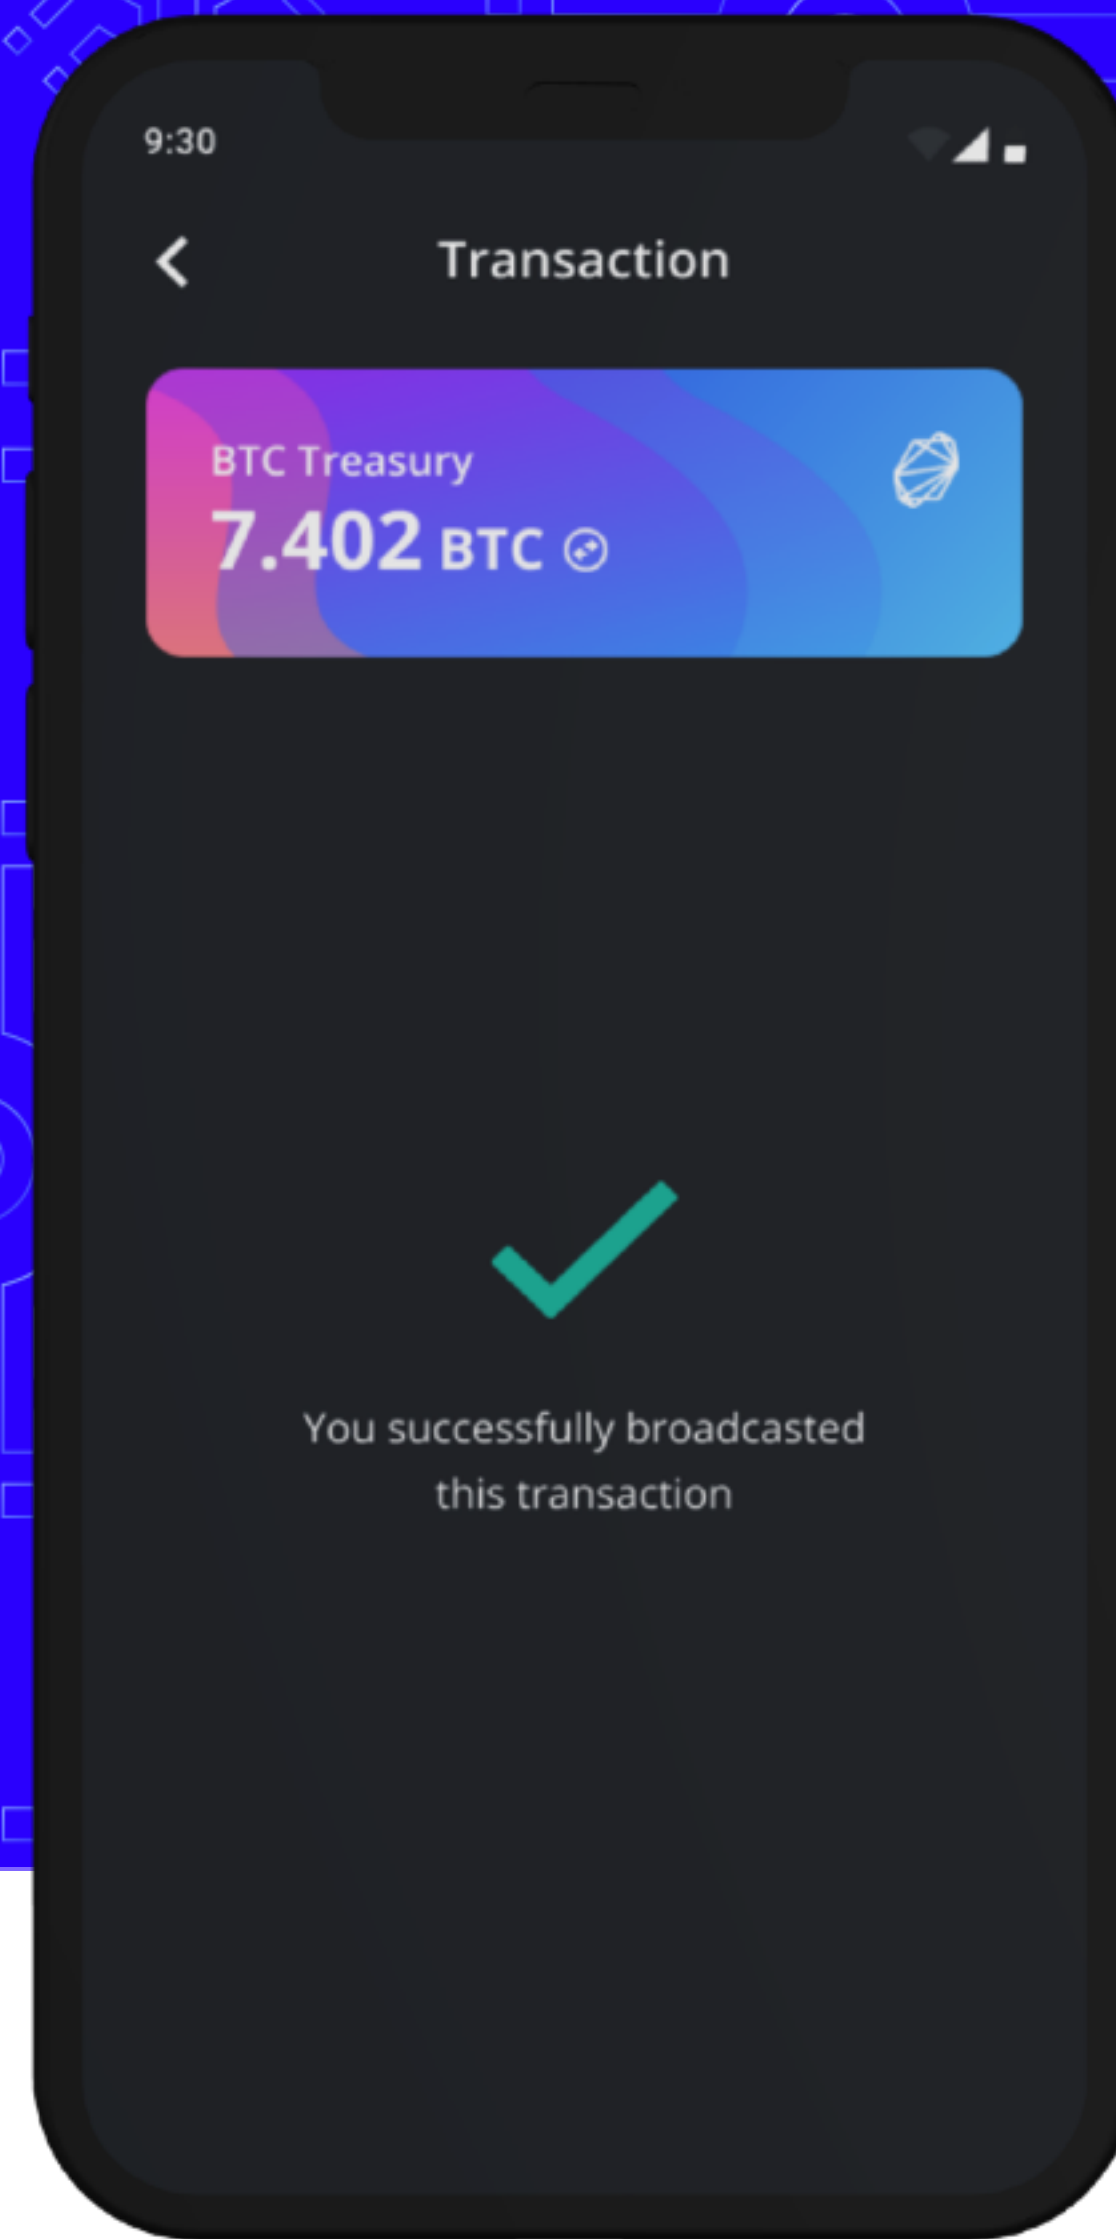 9:30
Transaction
BTC Treasury
7.402 BTC
You successfully broadcasted
this transaction